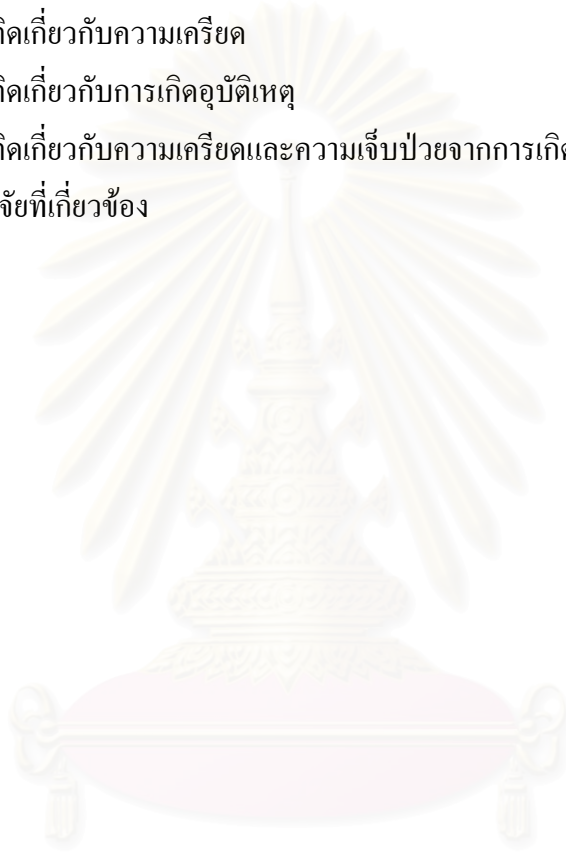 คิดเกี่ยวกับความเครียด
คิดเกี่ยวกับการเกิดอุบัติเหตุ
คิดเกี่ยวกับความเครียดและความเจ็บป่วยจากการเกิด
จัยที่เกี่ยวข้อง